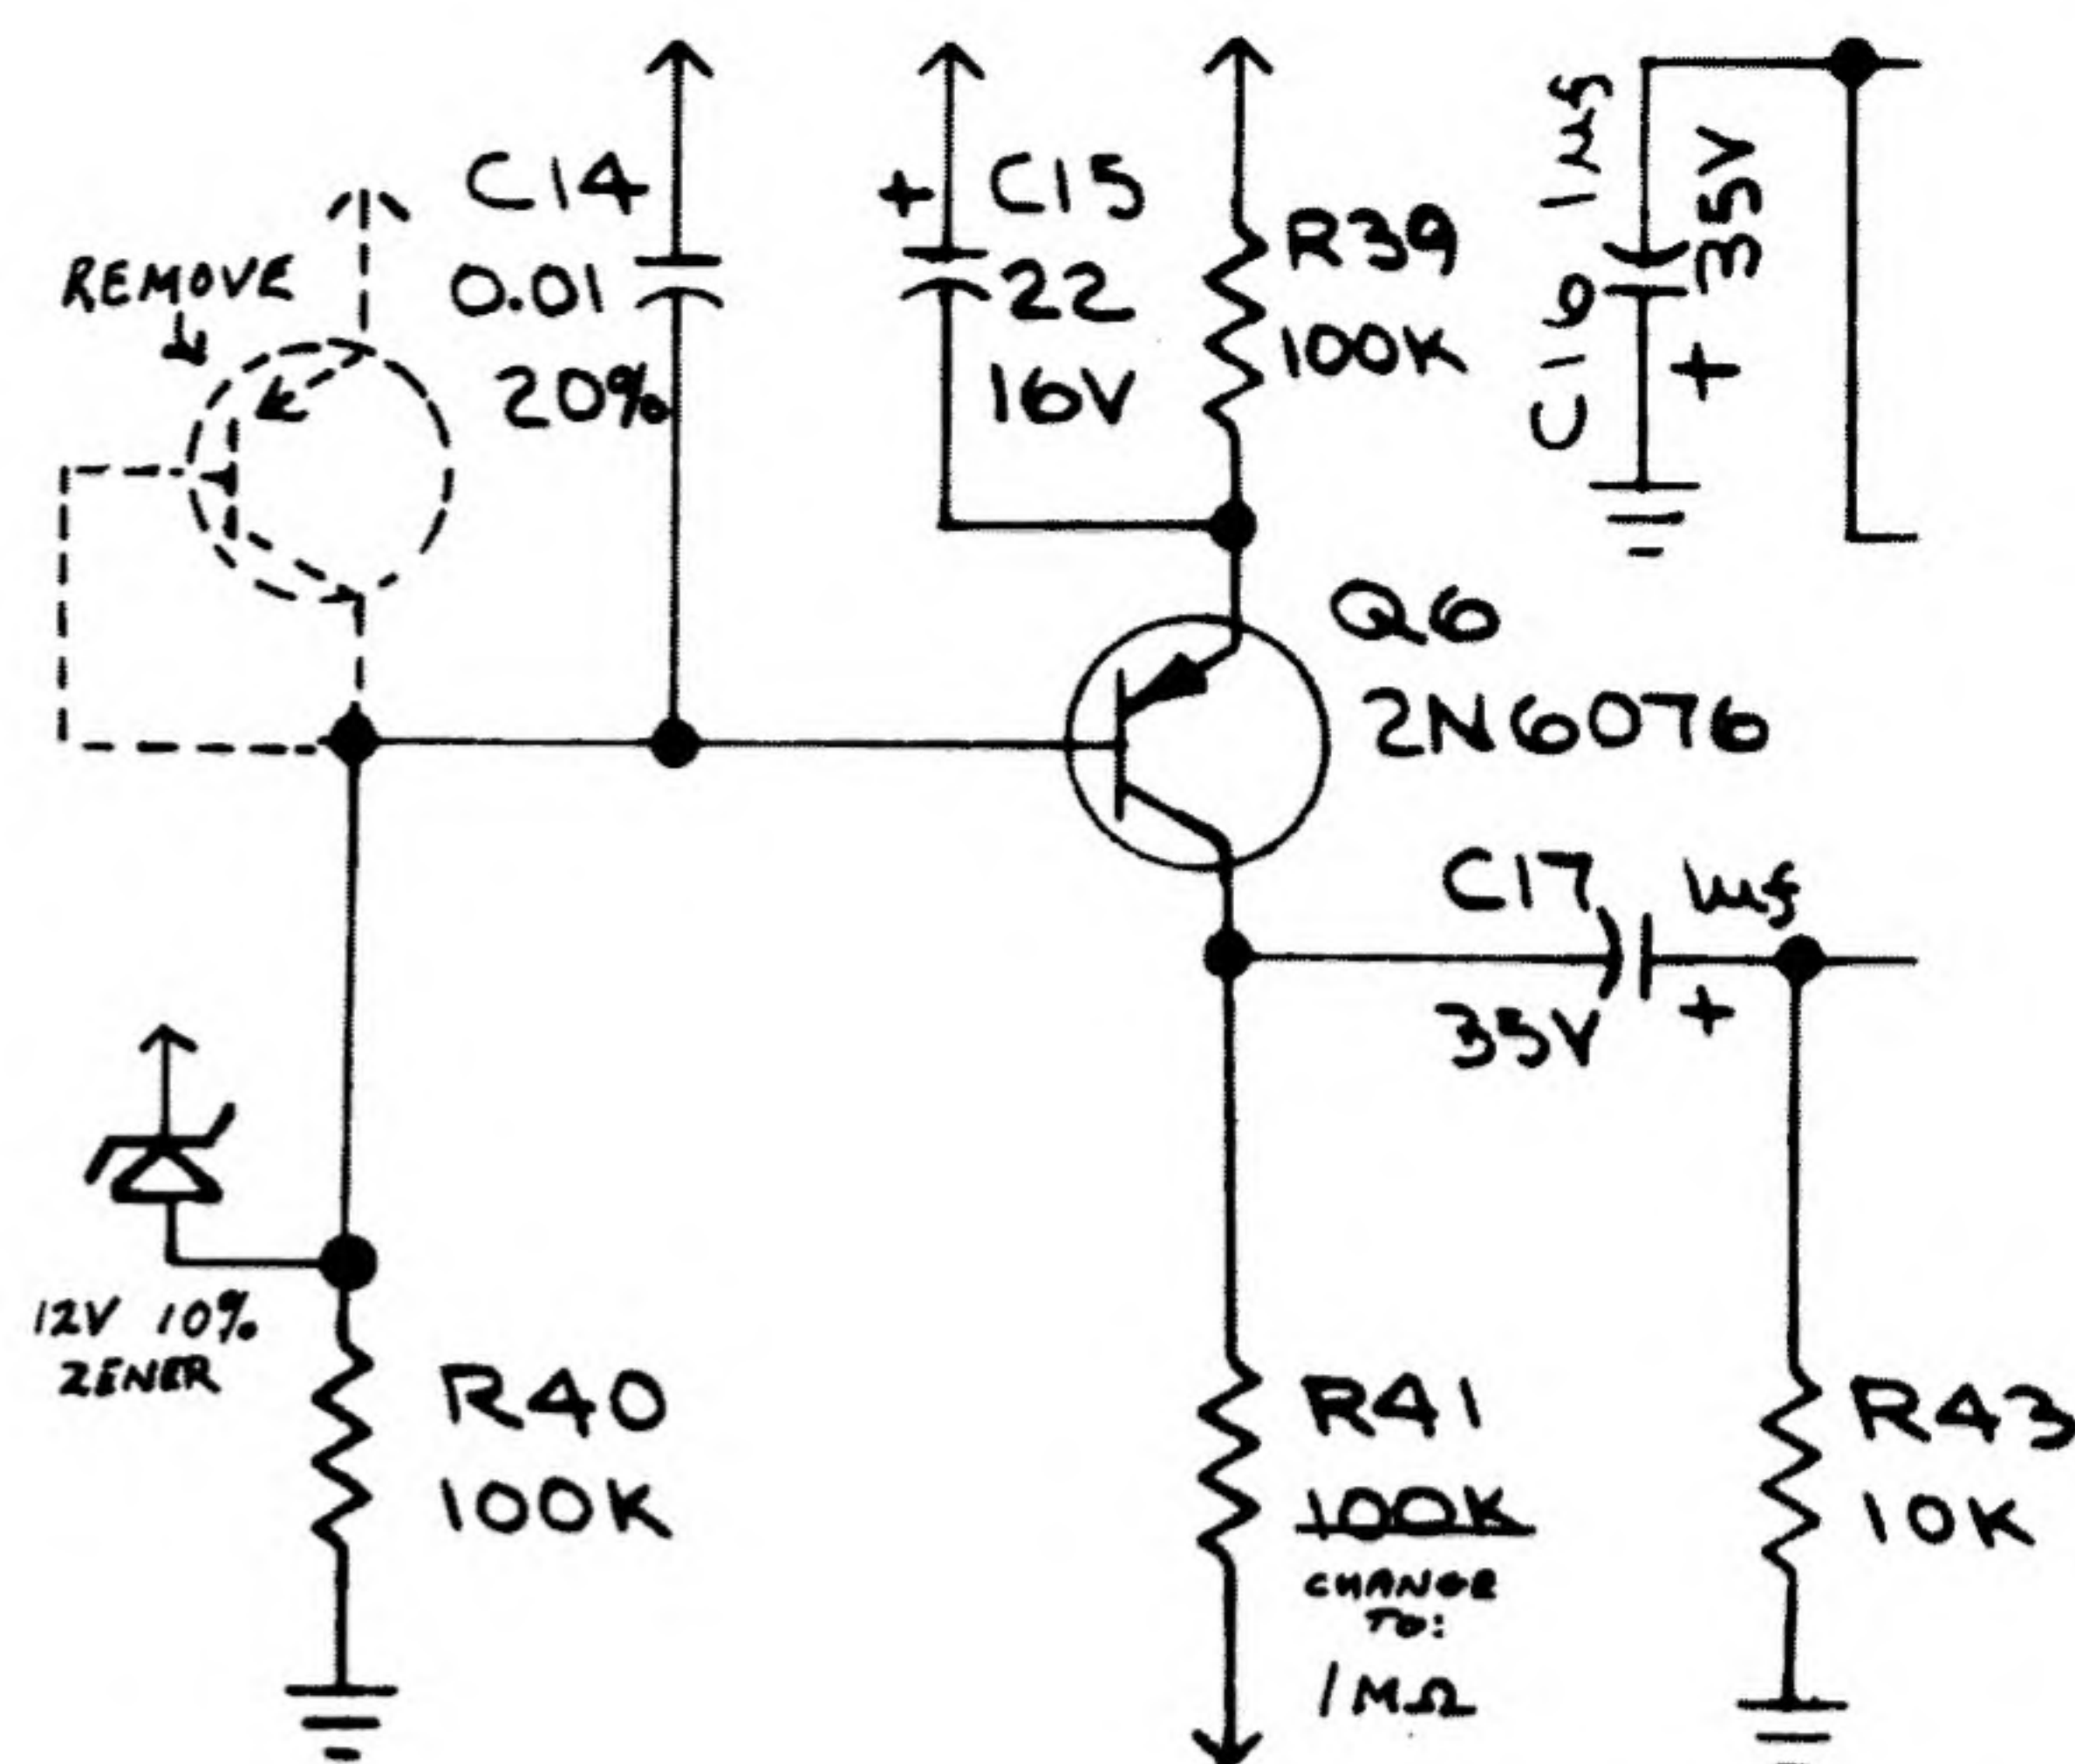 REMOVE
C14
0.01
20%
+ C15
22
16V
R39
100K
C16 1µf
35V
+
Q6
2N6076
C17 1µf
35V +
12V 10%
ZENER
R40
100K
R41
100K
CHANGE
TO:
1MΩ
R43
10K